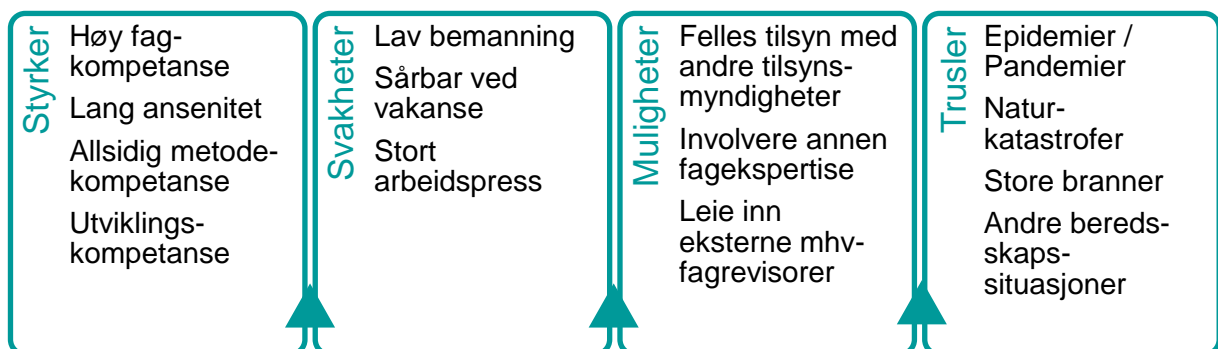 Styrker
Høy fag-
kompetanse
Lang ansenitet
Allsidig metode-
kompetanse
Utviklings-
kompetanse
Svakheter
Lav bemanning
Sårbar ved
vakanse
Stort
arbeidspress
Muligheter
Felles tilsyn med
andre tilsyns-
myndigheter
Involvere annen
fagekspertise
Leie inn
eksterne mhv-
fagrevisorer
Trusler
Epidemier /
Pandemier
Natur-
katastrofer
Store branner
Andre bereds-
skaps-
situasjoner